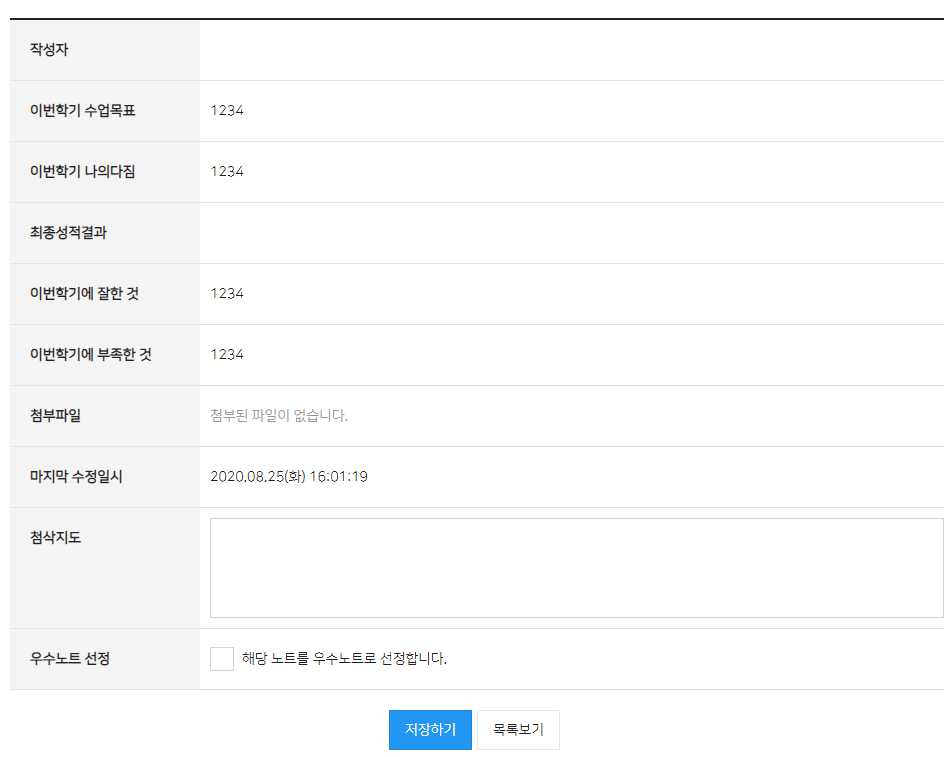 작성자
이번학기 수업목표 1234
이번학기 나의다짐 1234
최종성적결과
이번학기에 잘한 것 1234
이번학기에 부족한 것 1234
첨부파일 첨부된 파일이 없습니다.
마지막 수정일시 2020.08.25(화) 16:01:19
첨삭지도
우수노트 선정 해당 노트를 우수노트로 선정합니다.
저장하기 목록보기